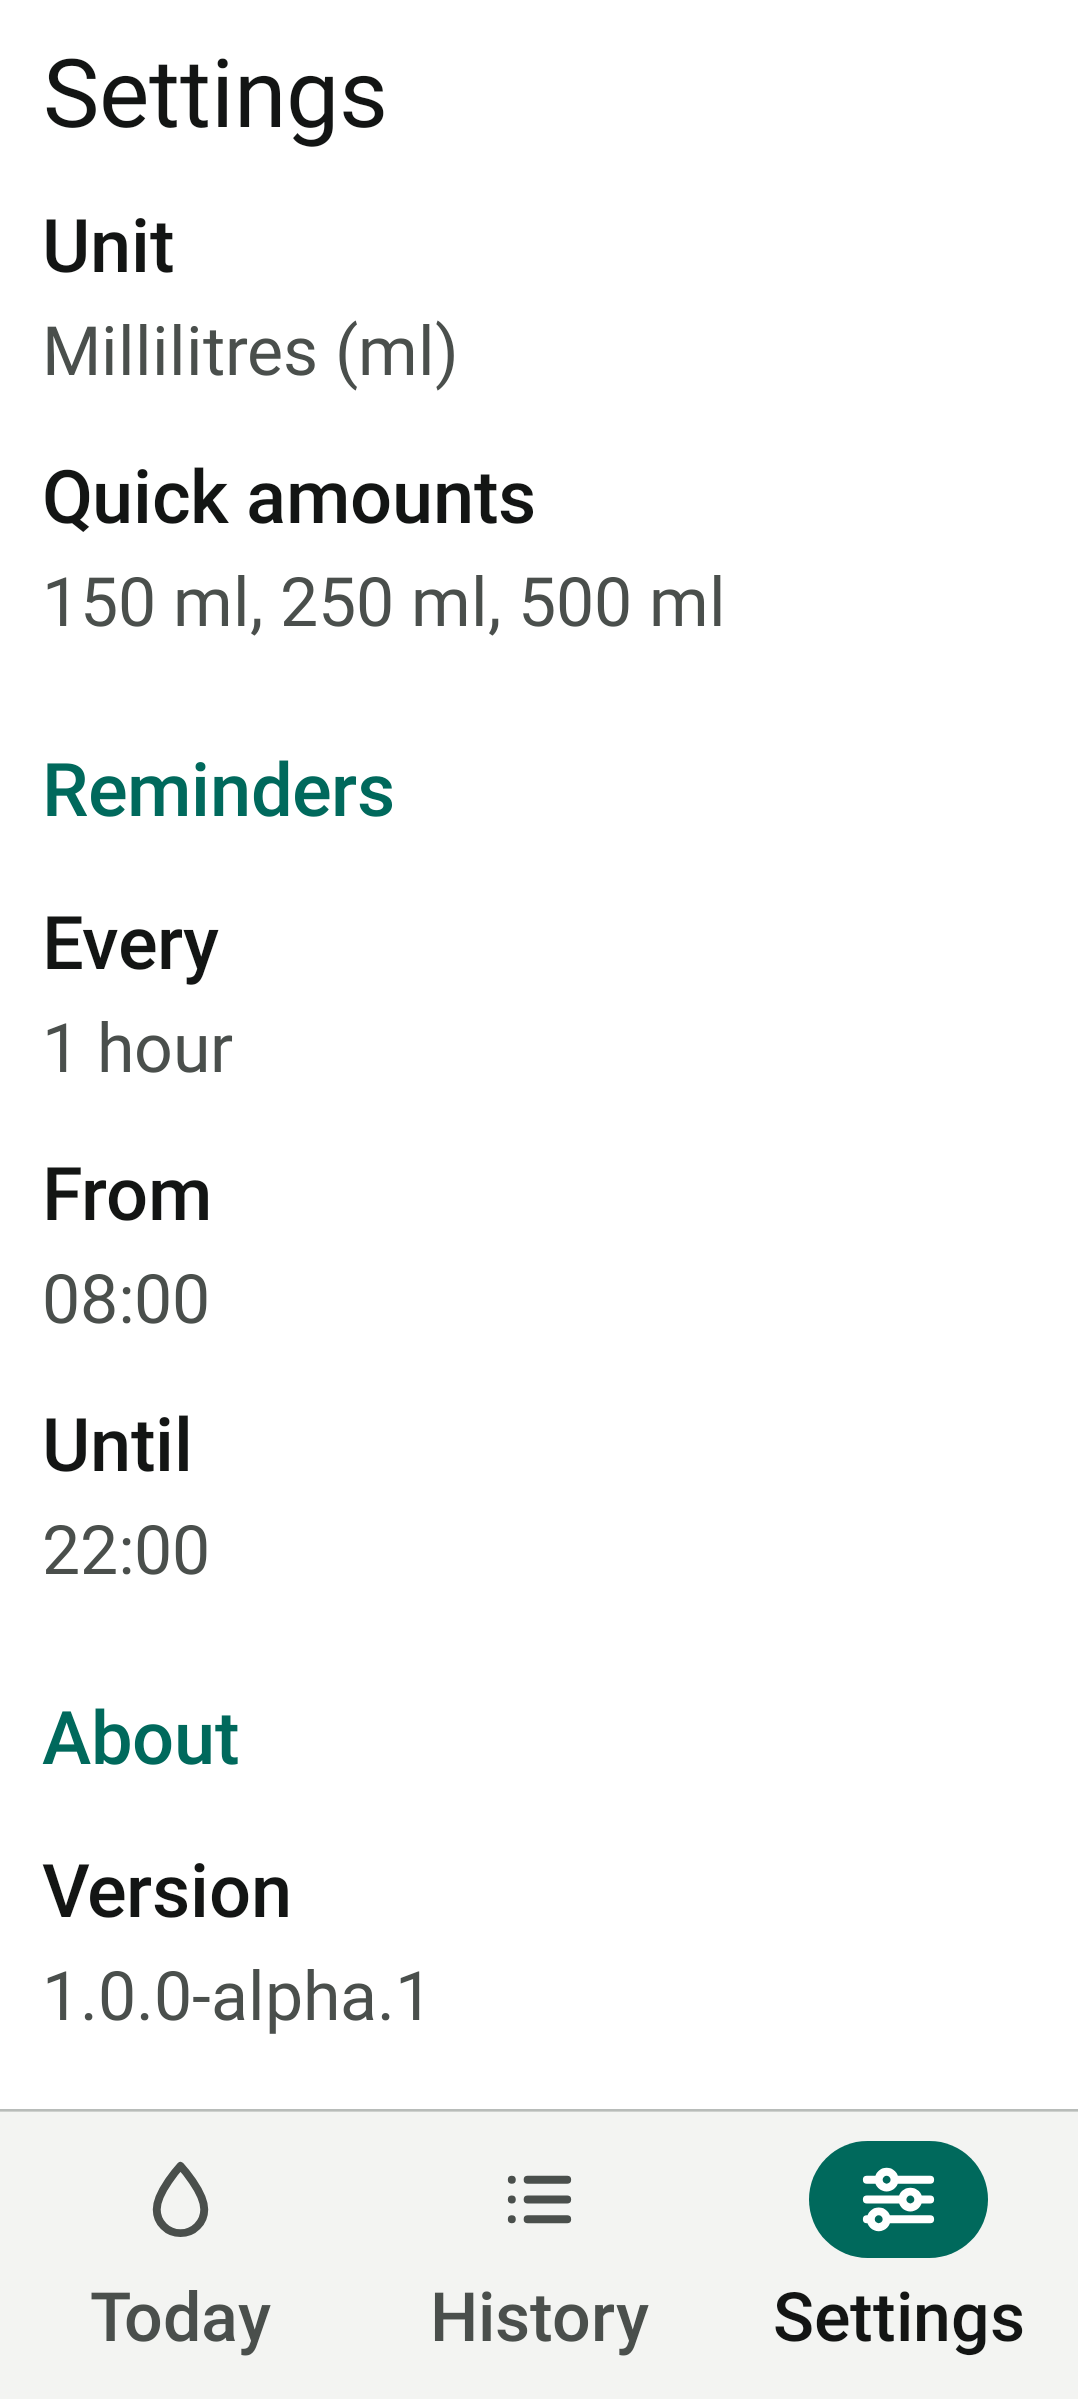 Settings
Unit
Millilitres (ml)
Quick amounts
150 ml, 250 ml, 500 ml
Reminders
Every
1 hour
From
08:00
Until
22:00
About
Version
1.0.0-alpha.1
Today
History
Settings